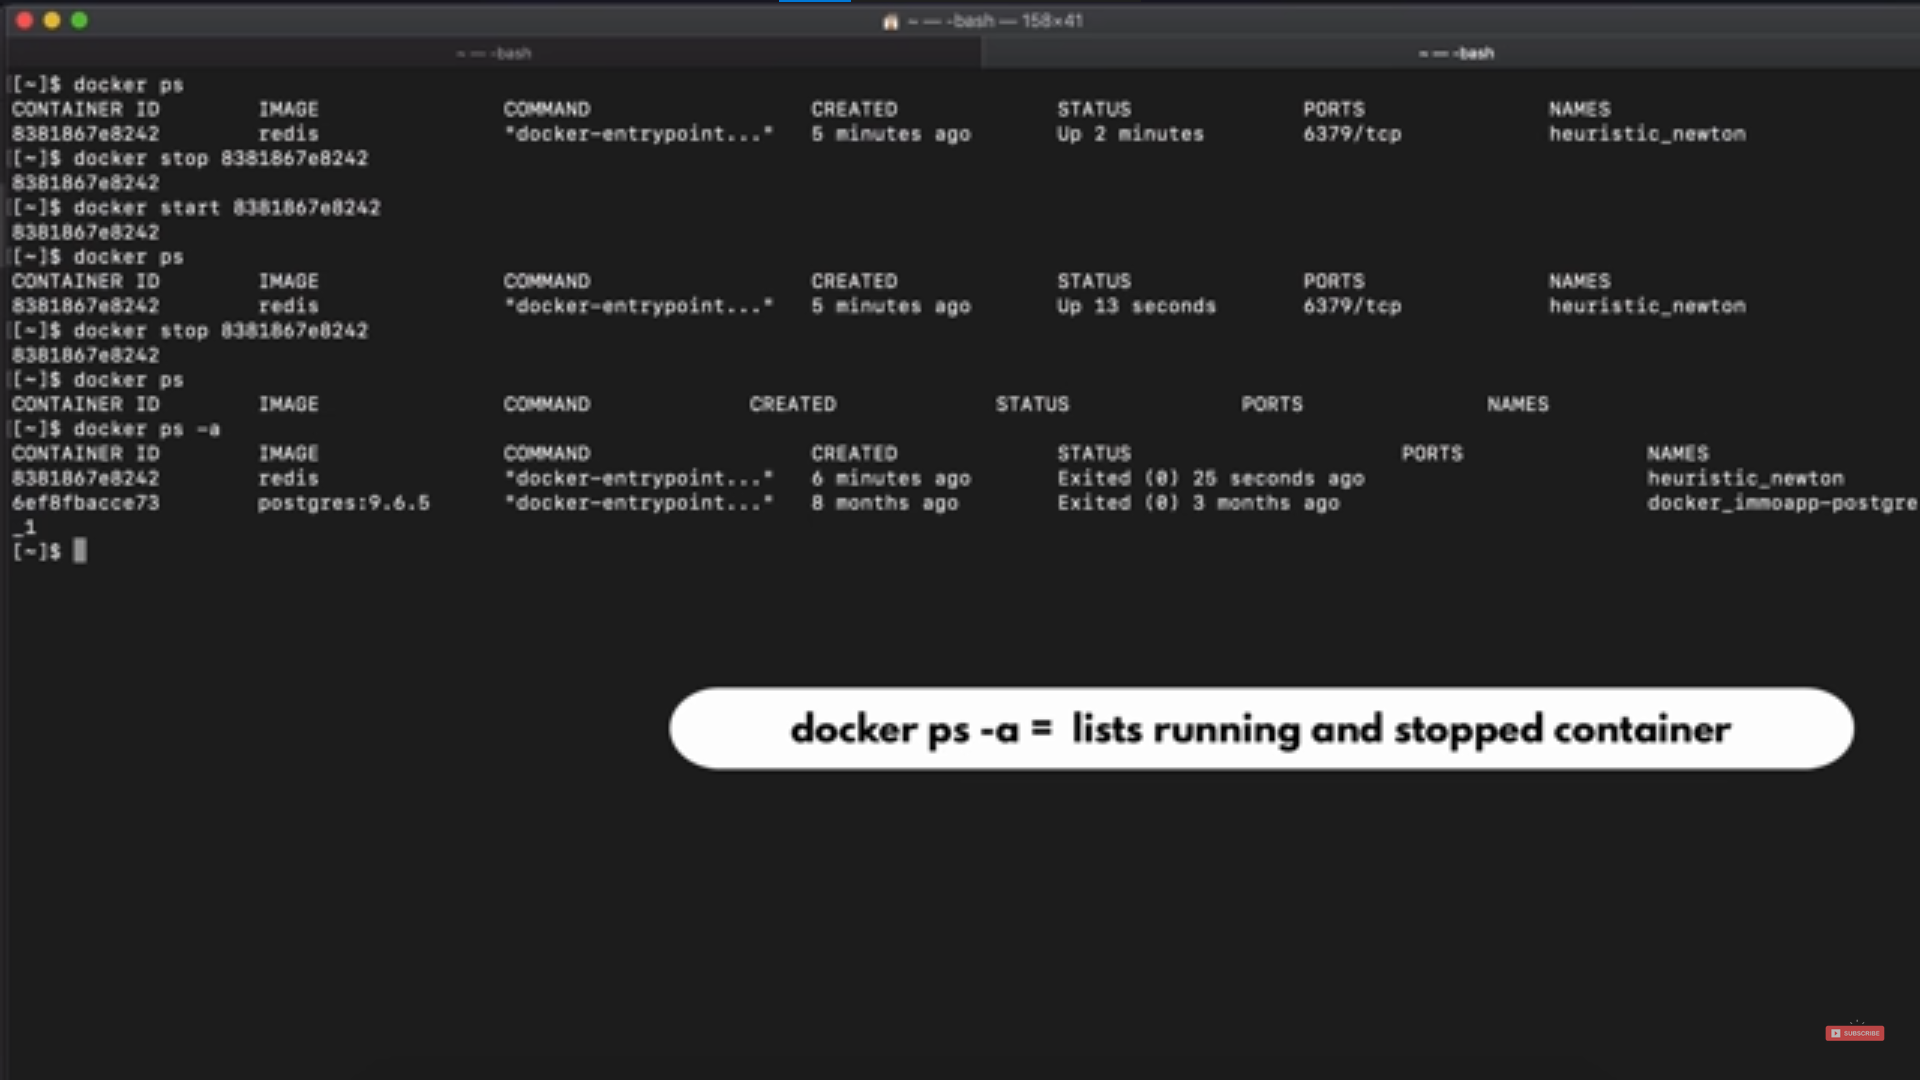 ~ — -bash — 158×41
~ — -bash
~ — -bash
[~]$ docker ps
CONTAINER ID IMAGE COMMAND CREATED STATUS PORTS NAMES
8381867e8242 redis "docker-entrypoint..." 5 minutes ago Up 2 minutes 6379/tcp heuristic_newton
[~]$ docker stop 8381867e8242
8381867e8242
[~]$ docker start 8381867e8242
8381867e8242
[~]$ docker ps
CONTAINER ID IMAGE COMMAND CREATED STATUS PORTS NAMES
8381867e8242 redis "docker-entrypoint..." 5 minutes ago Up 13 seconds 6379/tcp heuristic_newton
[~]$ docker stop 8381867e8242
8381867e8242
[~]$ docker ps
CONTAINER ID IMAGE COMMAND CREATED STATUS PORTS NAMES
[~]$ docker ps -a
CONTAINER ID IMAGE COMMAND CREATED STATUS PORTS NAMES
8381867e8242 redis "docker-entrypoint..." 6 minutes ago Exited (0) 25 seconds ago heuristic_newton
6ef8fbacce73 postgres:9.6.5 "docker-entrypoint..." 8 months ago Exited (0) 3 months ago docker_immoapp-postgre
_1
[~]$
docker ps -a = lists running and stopped container
SUBSCRIBE